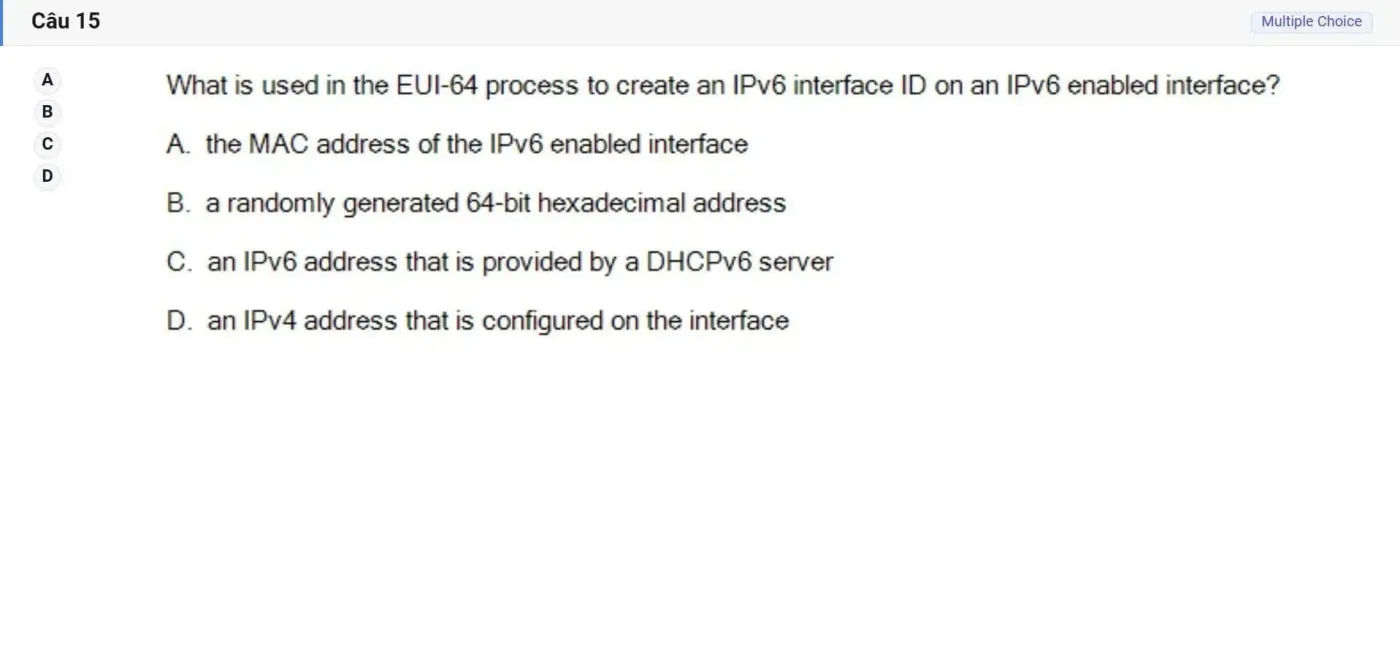 Câu 15
Multiple Choice
A
B
C
D
What is used in the EUI-64 process to create an IPv6 interface ID on an IPv6 enabled interface?
A. the MAC address of the IPv6 enabled interface
B. a randomly generated 64-bit hexadecimal address
C. an IPv6 address that is provided by a DHCPv6 server
D. an IPv4 address that is configured on the interface